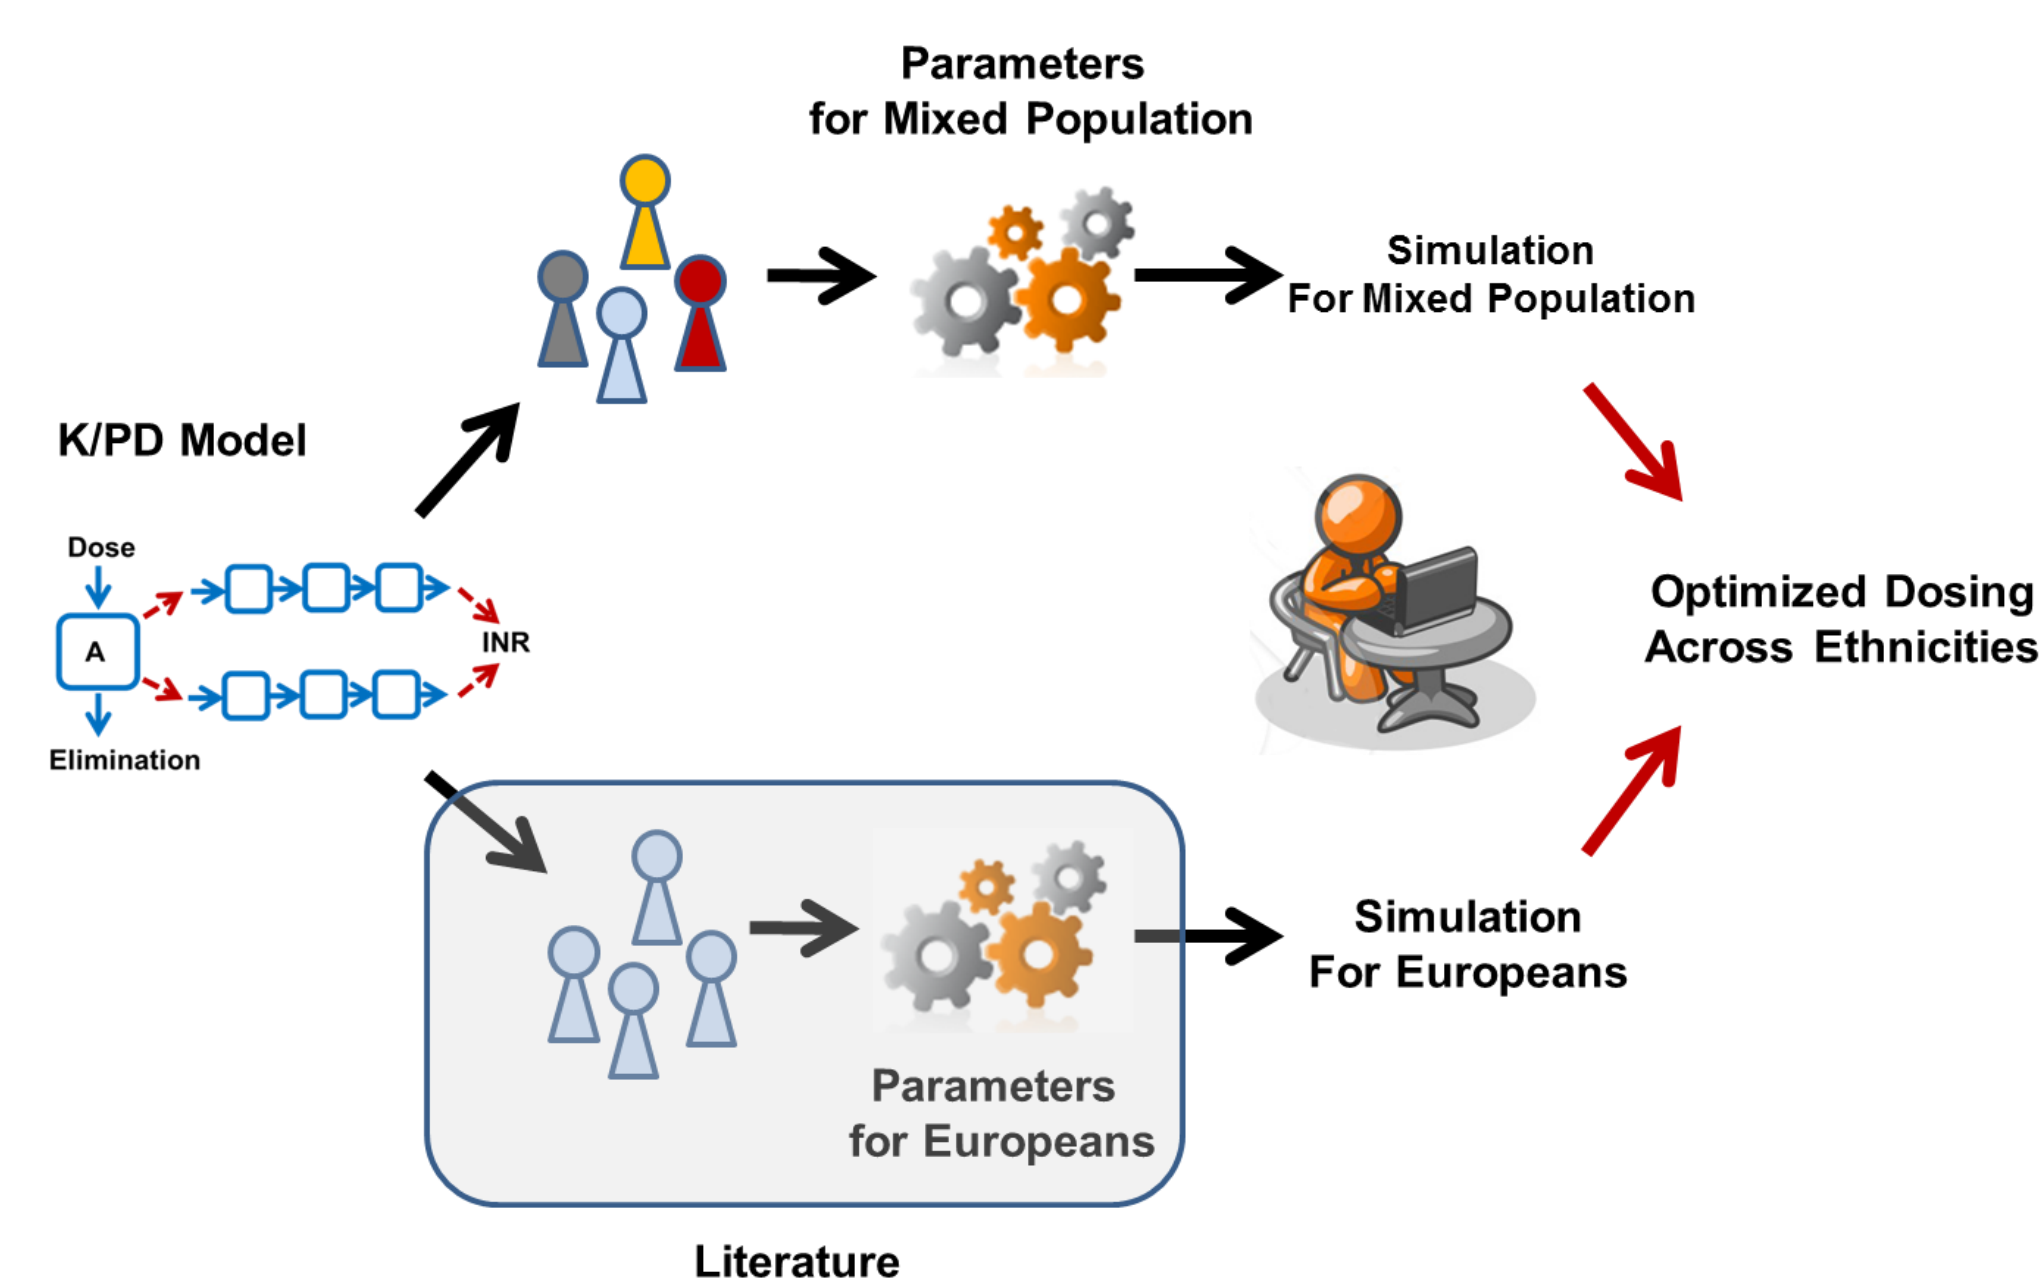 Parameters
for Mixed Population
Simulation
For Mixed Population
K/PD Model
Dose
A
INR
Elimination
Optimized Dosing
Across Ethnicities
Simulation
For Europeans
Parameters
for Europeans
Literature